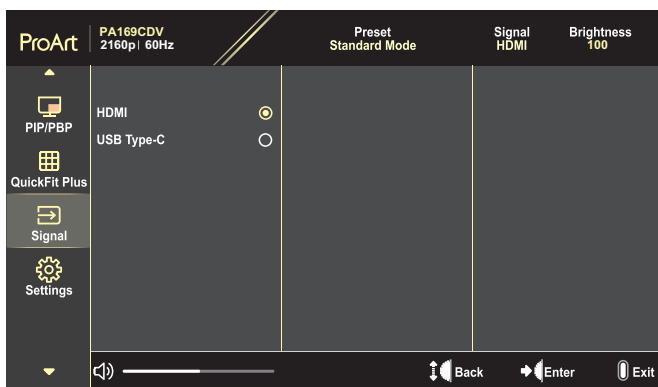 ProArt
PA169CDV
2160p| 60Hz
Preset
Standard Mode
Signal
HDMI
Brightness
100
PIP/PBP
QuickFit Plus
Signal
Settings
HDMI
USB Type-C
Back
Enter
Exit